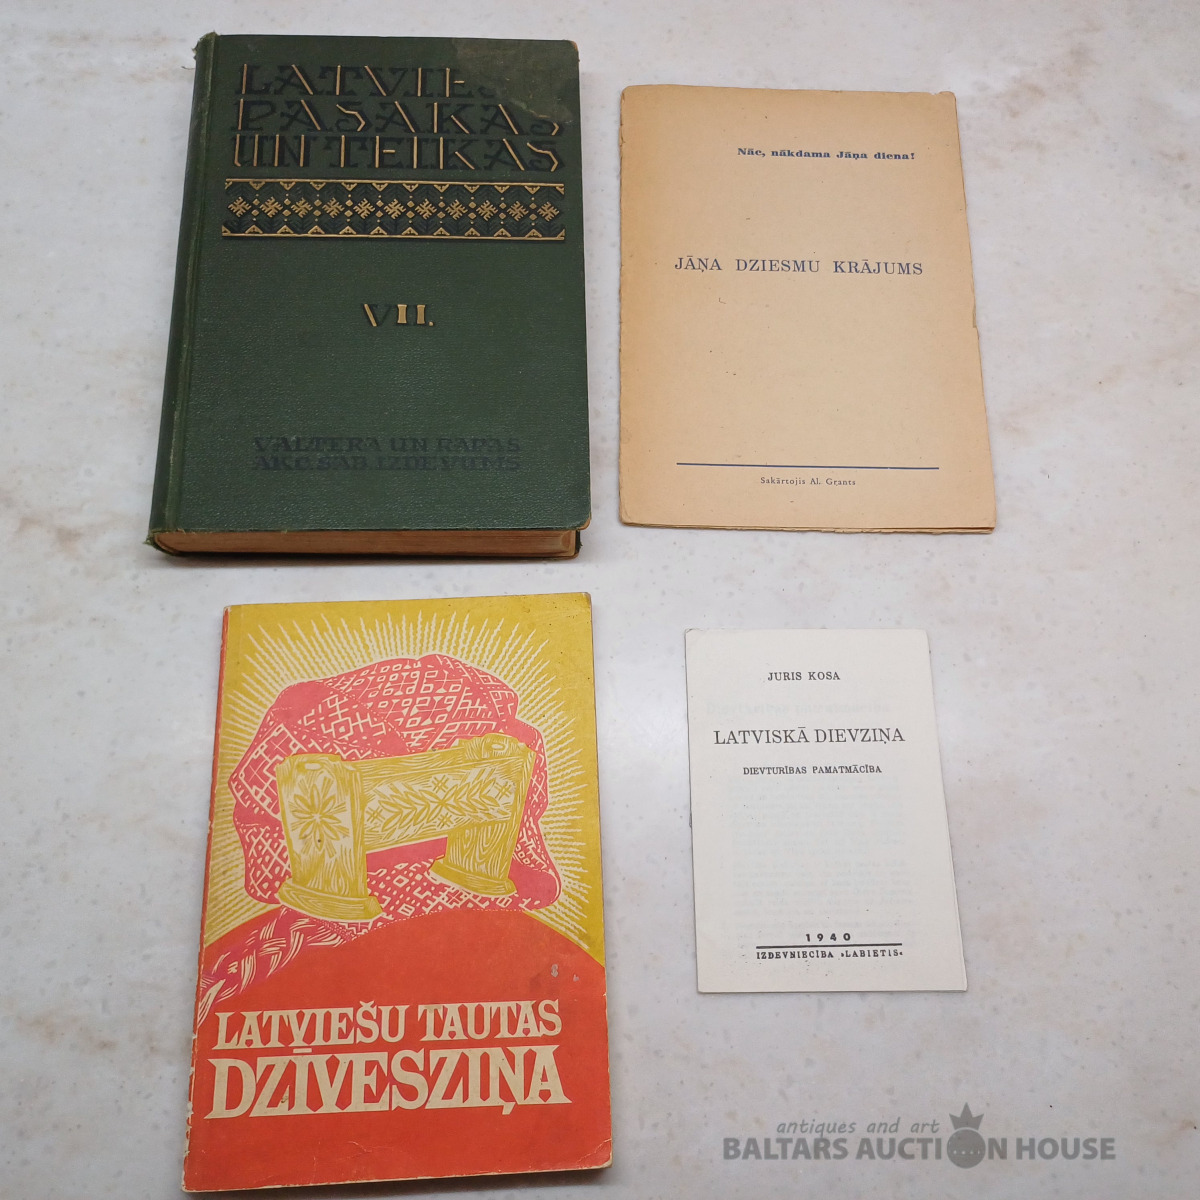 LATVIEŠ
PASAKAS
UN TEIKAS
VII.
VALTERA UN RAPAS
AKC. SAB. IZDEVUMS
Nāc, nākdama Jāņa diena!
JĀŅA DZIESMU KRĀJUMS
Sakārtojis Al. Grants
LATVIEŠU TAUTAS
DZĪVESZIŅA
JURIS KOSA
LATVISKĀ DIEVZIŅA
DIEVTURĪBAS PAMATMĀCĪBA
1940
IZDEVNIECĪBA »LABIETIS«
antiques and art
BALTARS AUCTION HOUSE